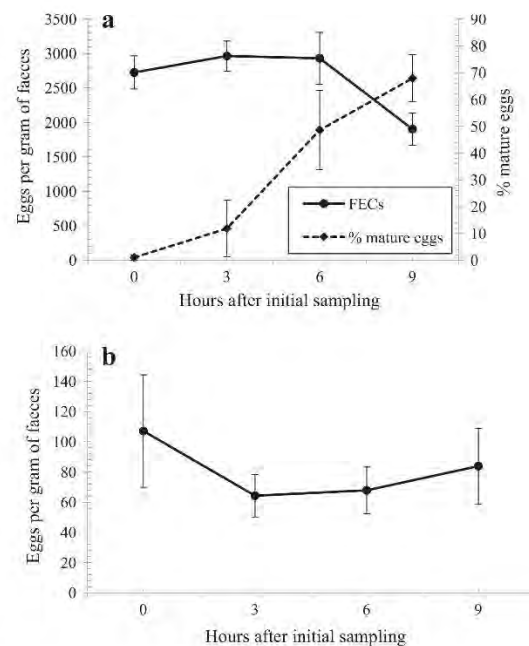 a
3500
3000
2500
2000
1500
1000
500
0
Eggs per gram of faeces
90
80
70
60
50
40
30
20
10
0
% mature eggs
FECs
% mature eggs
0 3 6 9
Hours after initial sampling
b
160
140
120
100
80
60
40
20
0
Eggs per gram of faeces
0 3 6 9
Hours after initial sampling